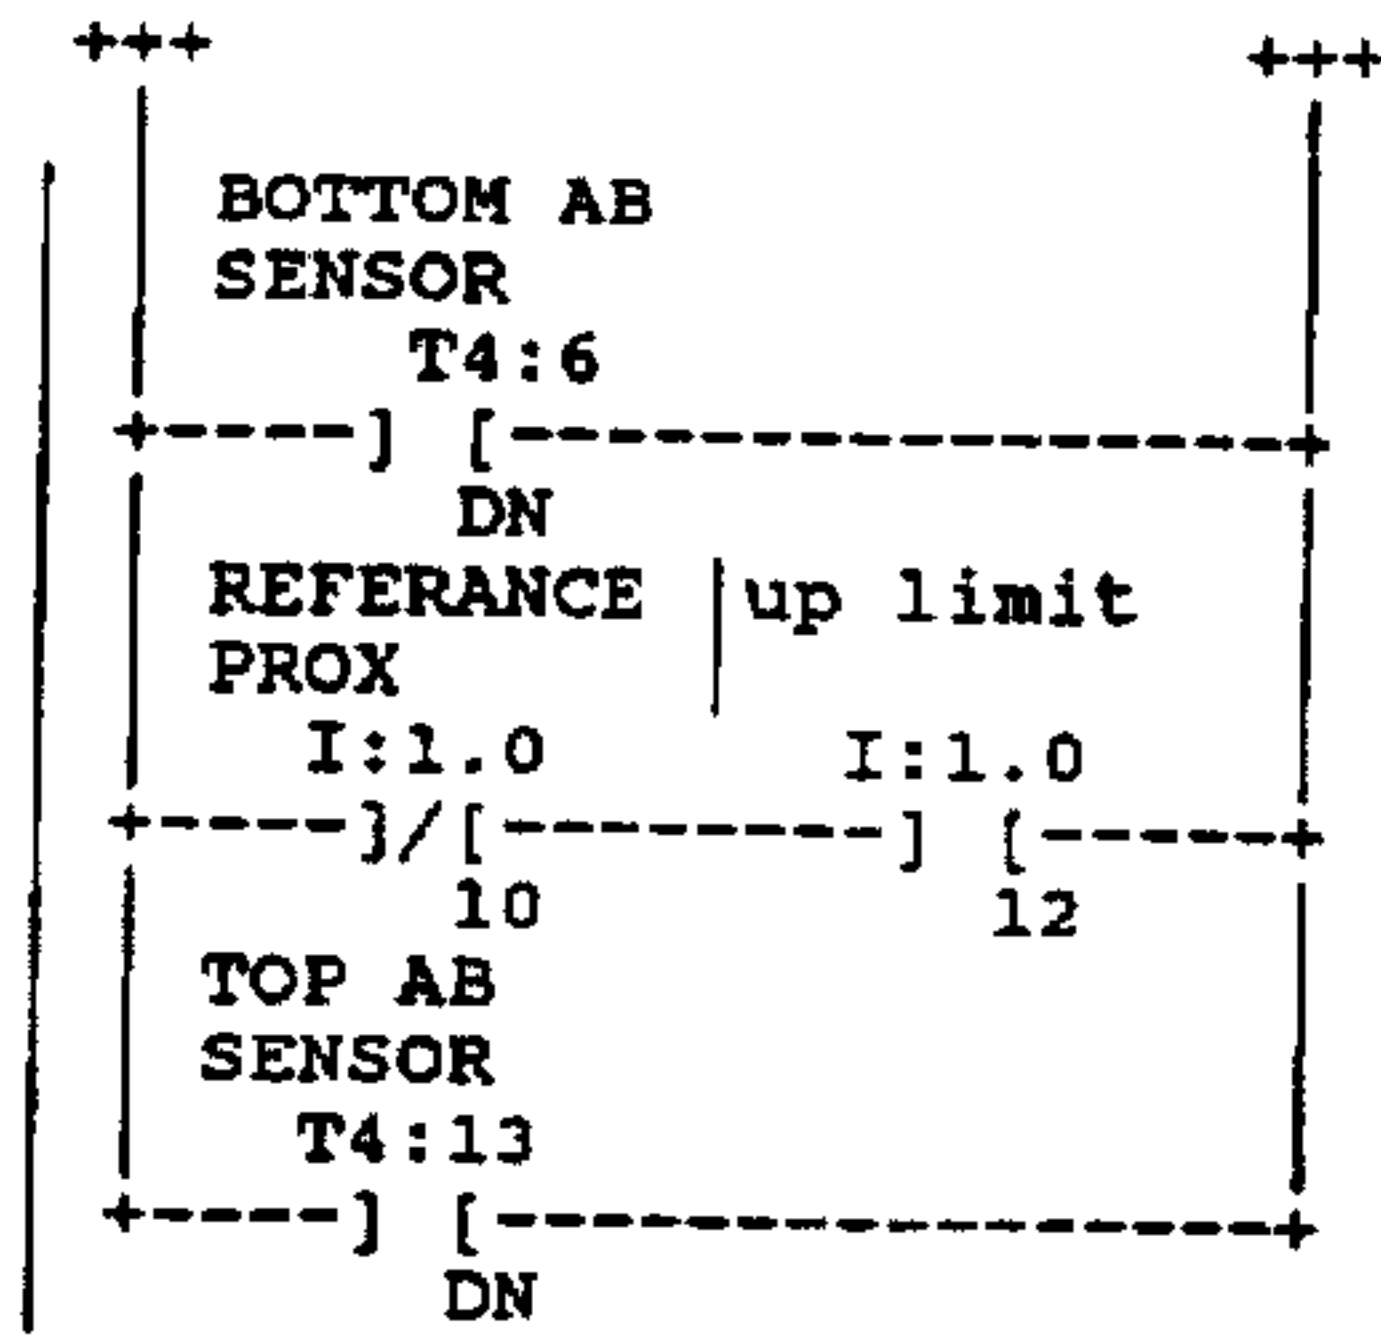 +++ +++
BOTTOM AB
SENSOR
T4:6
+-----] [-----------------+
DN
REFERANCE |up limit
PROX
I:1.0 I:1.0
+-----]/[--------] [------+
10 12
TOP AB
SENSOR
T4:13
+-----] [-----------------+
DN